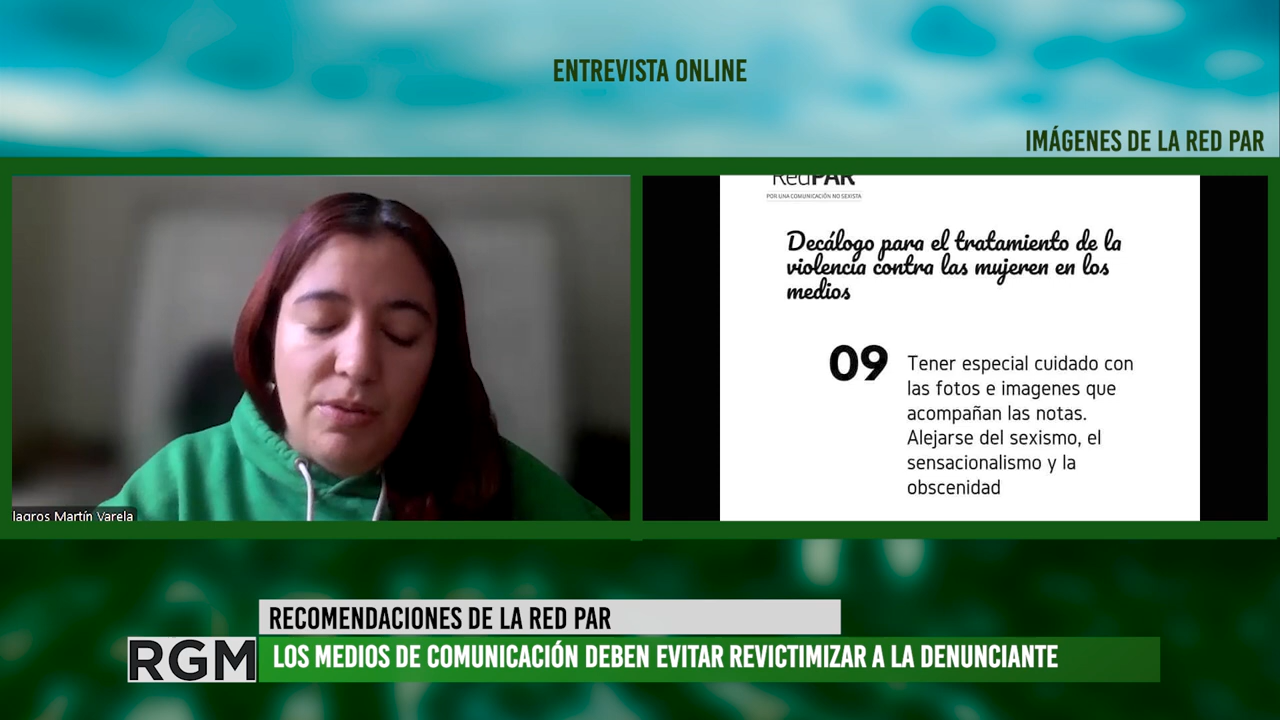 ENTREVISTA ONLINE
IMÁGENES DE LA RED PAR
RedPAR
POR UNA COMUNICACIÓN NO SEXISTA
Decálogo para el tratamiento de la
violencia contra las mujeren en los
medios
09
Tener especial cuidado con
las fotos e imagenes que
acompañan las notas.
Alejarse del sexismo, el
sensacionalismo y la
obscenidad
lagros Martín Varela
RECOMENDACIONES DE LA RED PAR
RGM
LOS MEDIOS DE COMUNICACIÓN DEBEN EVITAR REVICTIMIZAR A LA DENUNCIANTE